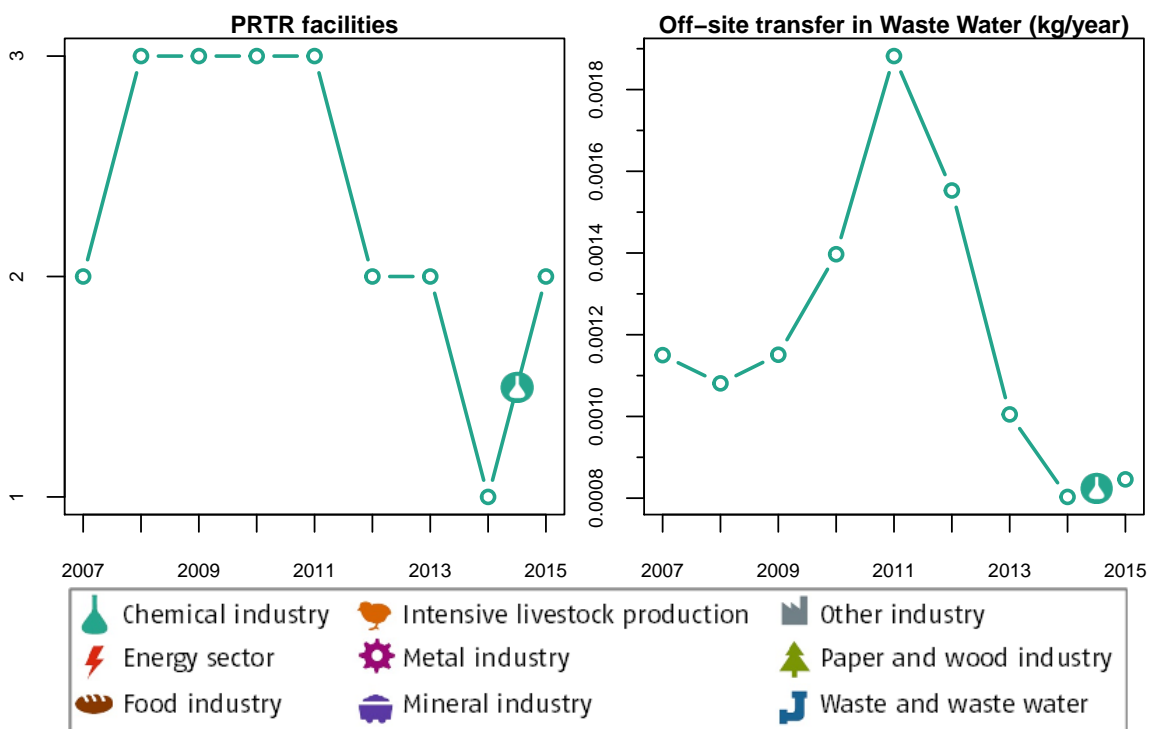 PRTR facilities
3
2
1
2007 2009 2011 2013 2015
Off−site transfer in Waste Water (kg/year)
0.0018
0.0016
0.0014
0.0012
0.0010
0.0008
2007 2009 2011 2013 2015
Chemical industry Intensive livestock production Other industry
Energy sector Metal industry Paper and wood industry
Food industry Mineral industry Waste and waste water